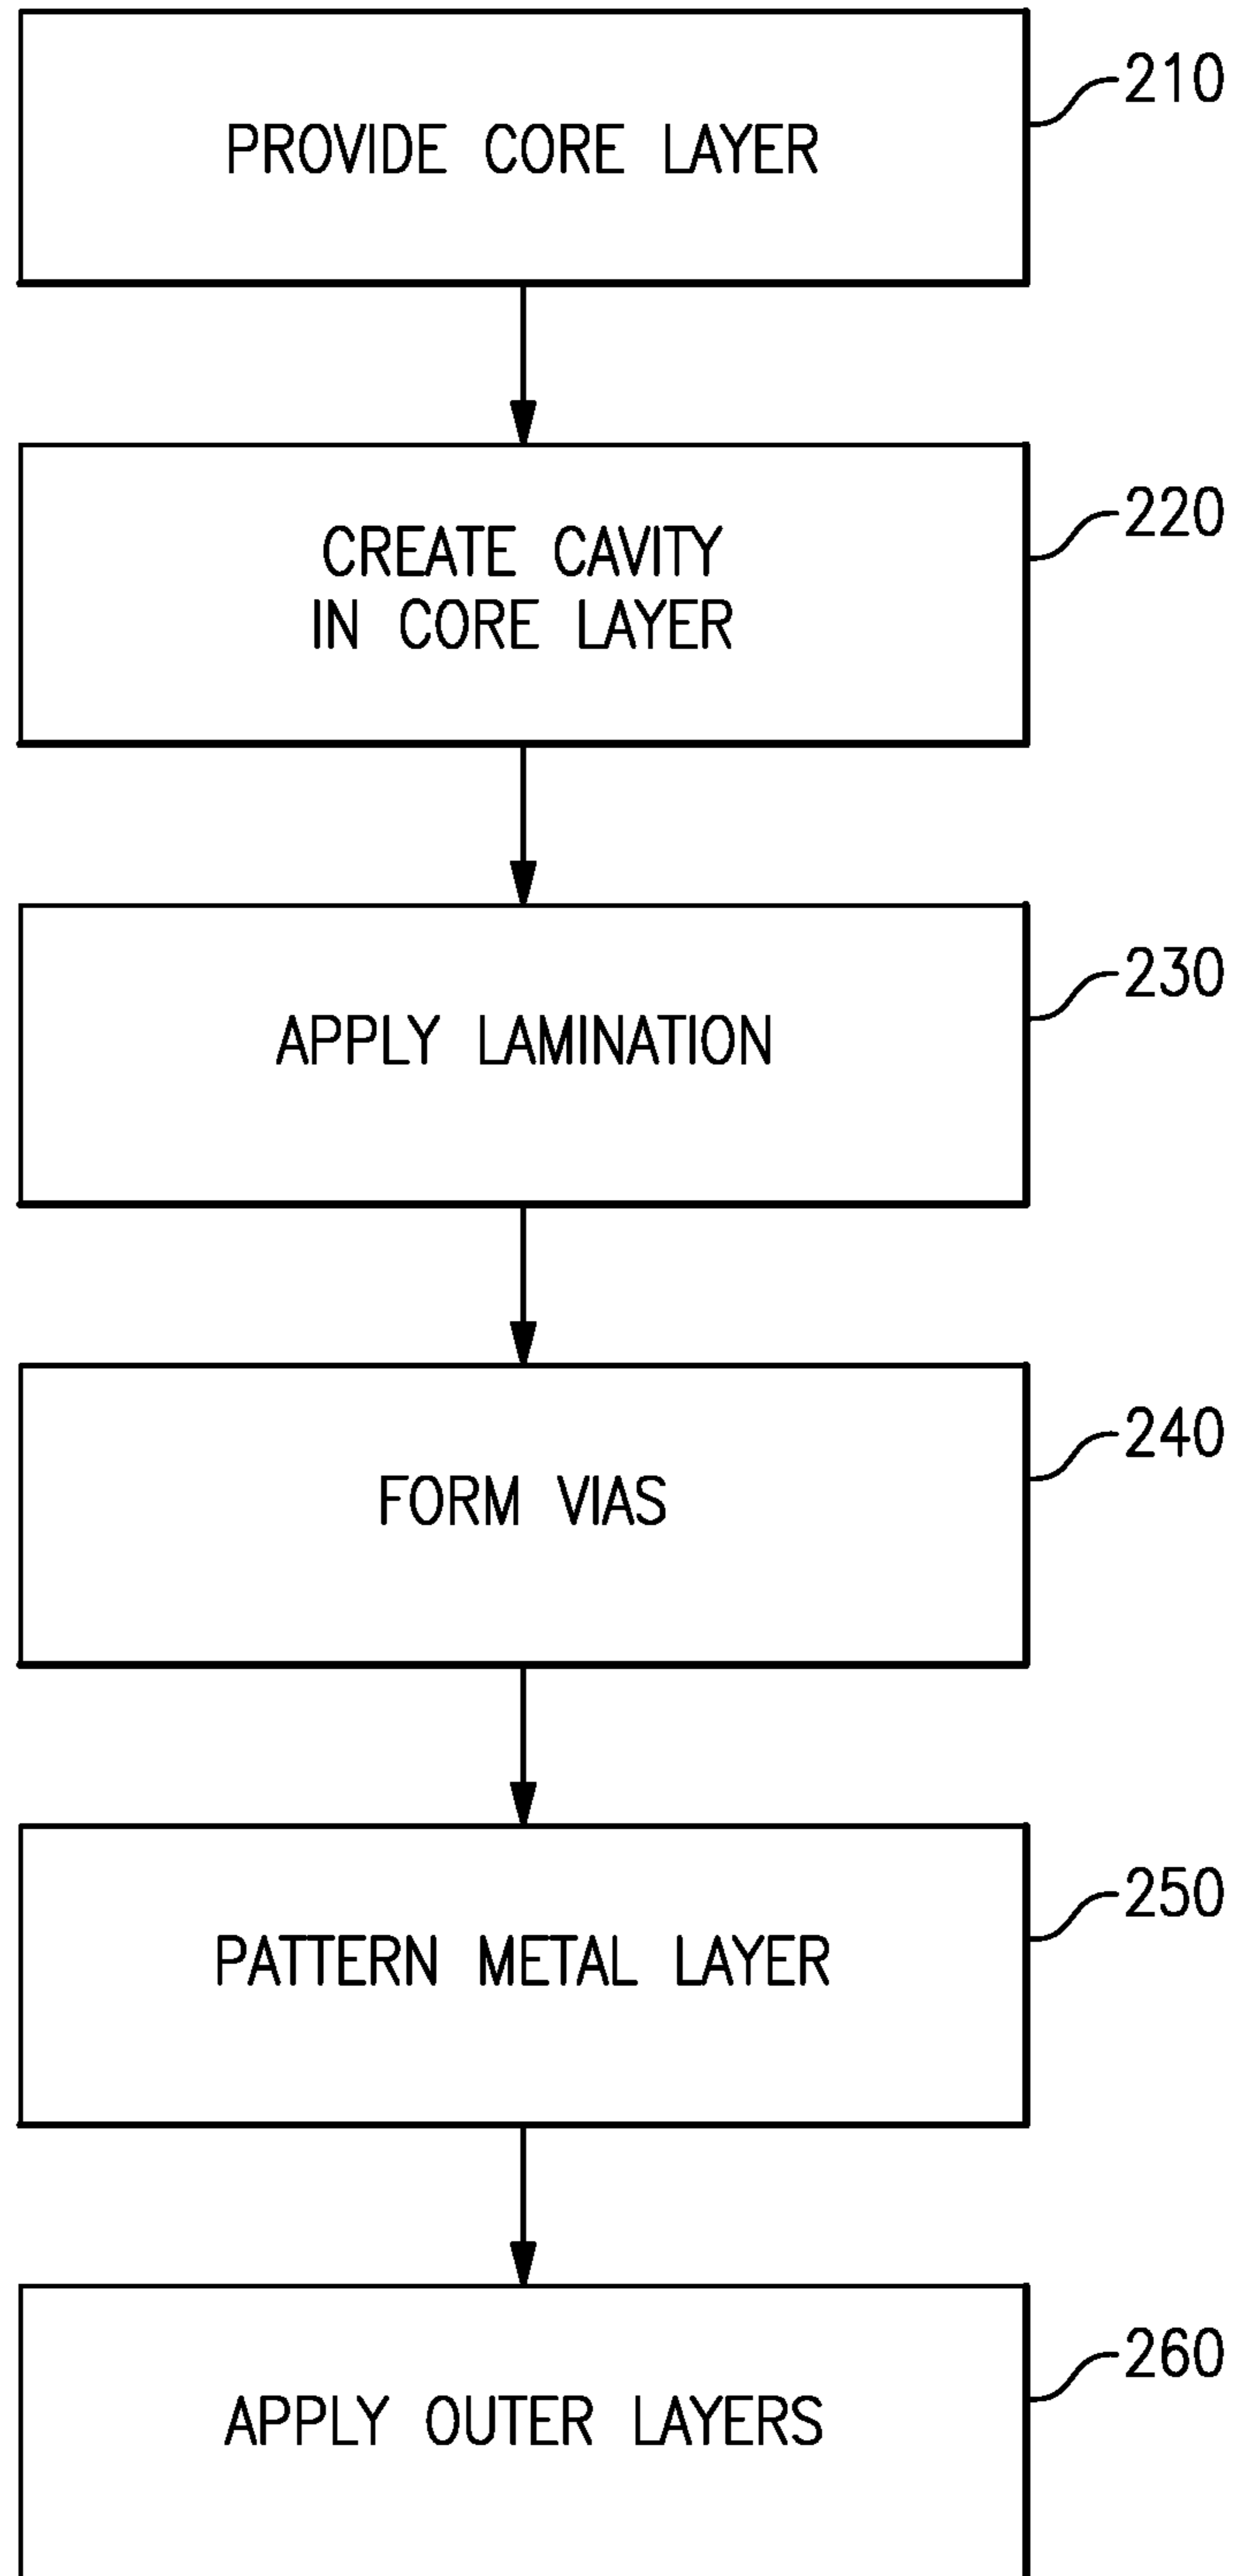 PROVIDE CORE LAYER
210
CREATE CAVITY
IN CORE LAYER
220
APPLY LAMINATION
230
FORM VIAS
240
PATTERN METAL LAYER
250
APPLY OUTER LAYERS
260